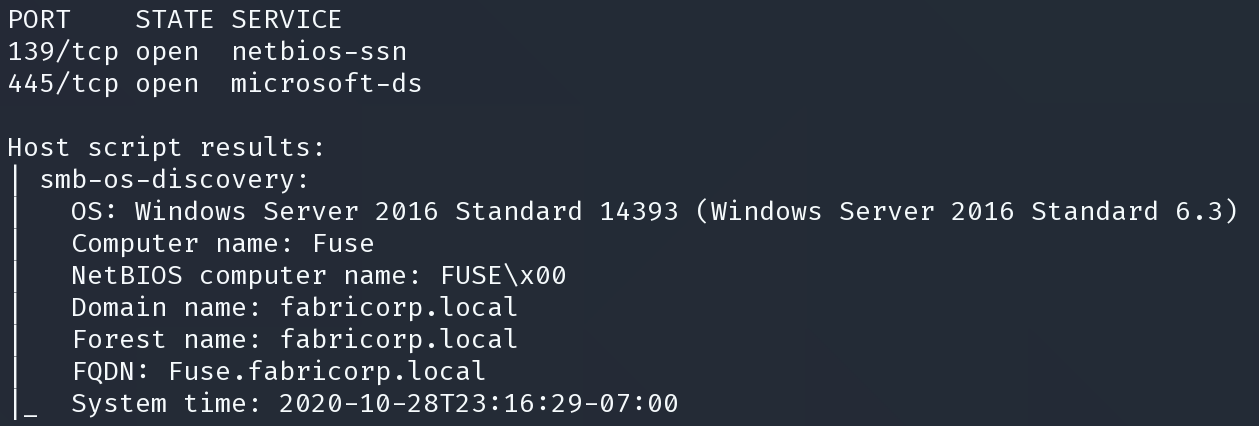 PORT    STATE SERVICE
139/tcp open  netbios-ssn
445/tcp open  microsoft-ds

Host script results:
| smb-os-discovery:
|   OS: Windows Server 2016 Standard 14393 (Windows Server 2016 Standard 6.3)
|   Computer name: Fuse
|   NetBIOS computer name: FUSE\x00
|   Domain name: fabricorp.local
|   Forest name: fabricorp.local
|   FQDN: Fuse.fabricorp.local
|_  System time: 2020-10-28T23:16:29-07:00